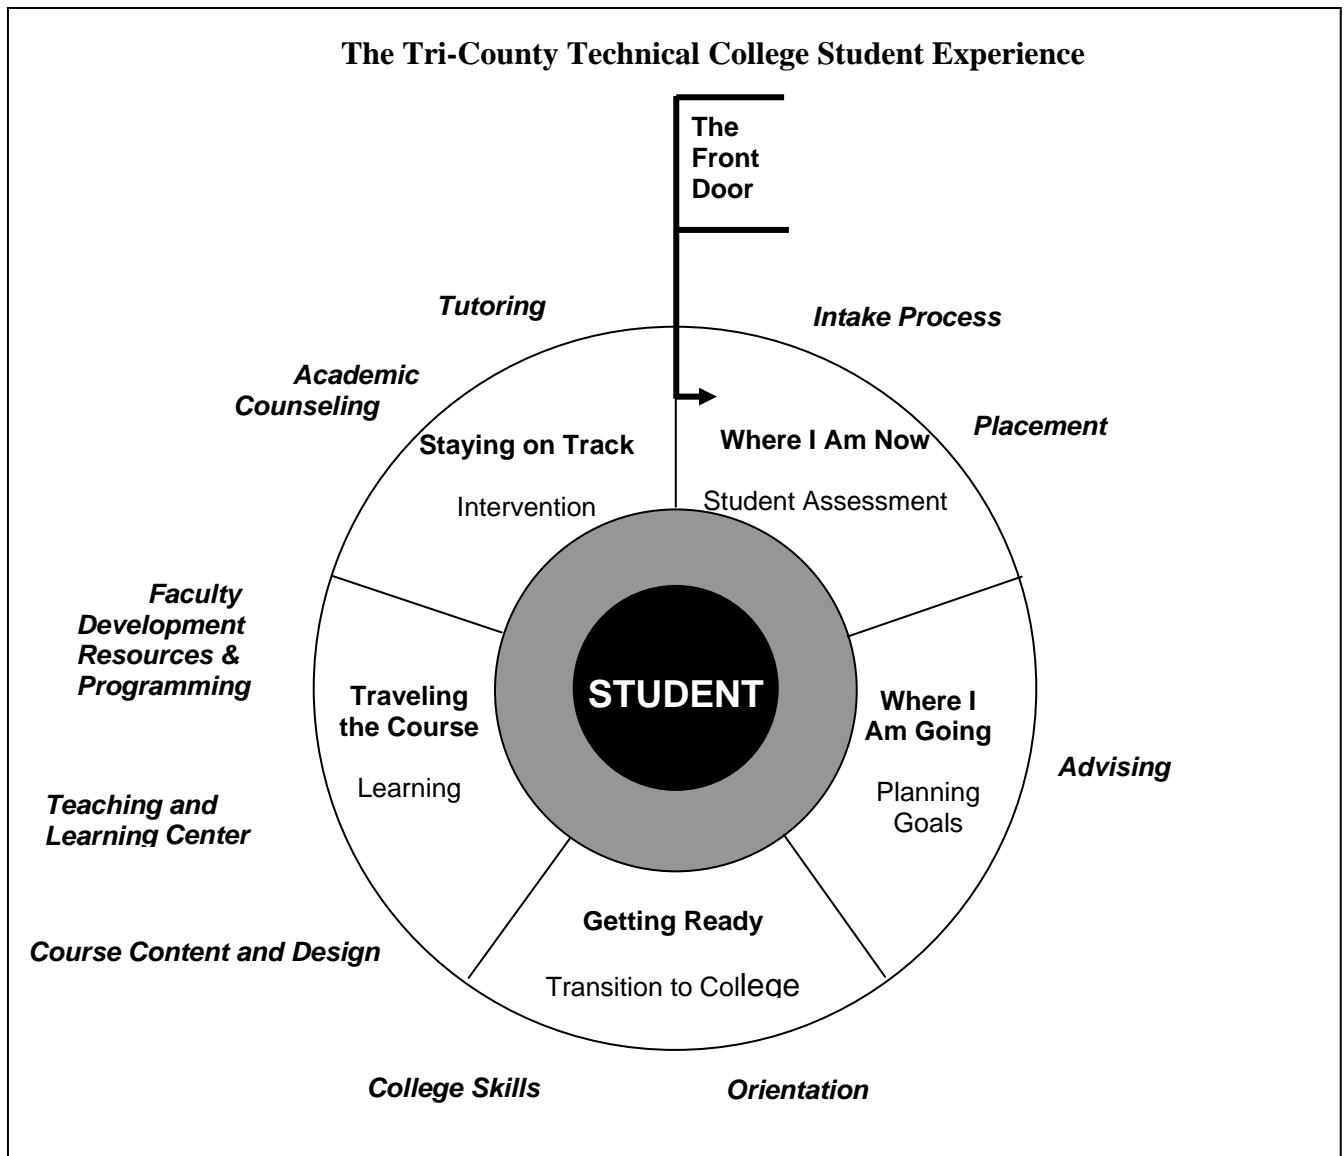 The Tri-County Technical College Student Experience
The
Front
Door
Tutoring
Intake Process
Academic
Counseling
Placement
Staying on Track
Intervention
Where I Am Now
Student Assessment
Faculty
Development
Resources &
Programming
Traveling
the Course
Learning
STUDENT
Where I
Am Going
Planning
Goals
Advising
Teaching and
Learning Center
Course Content and Design
Getting Ready
Transition to College
College Skills
Orientation